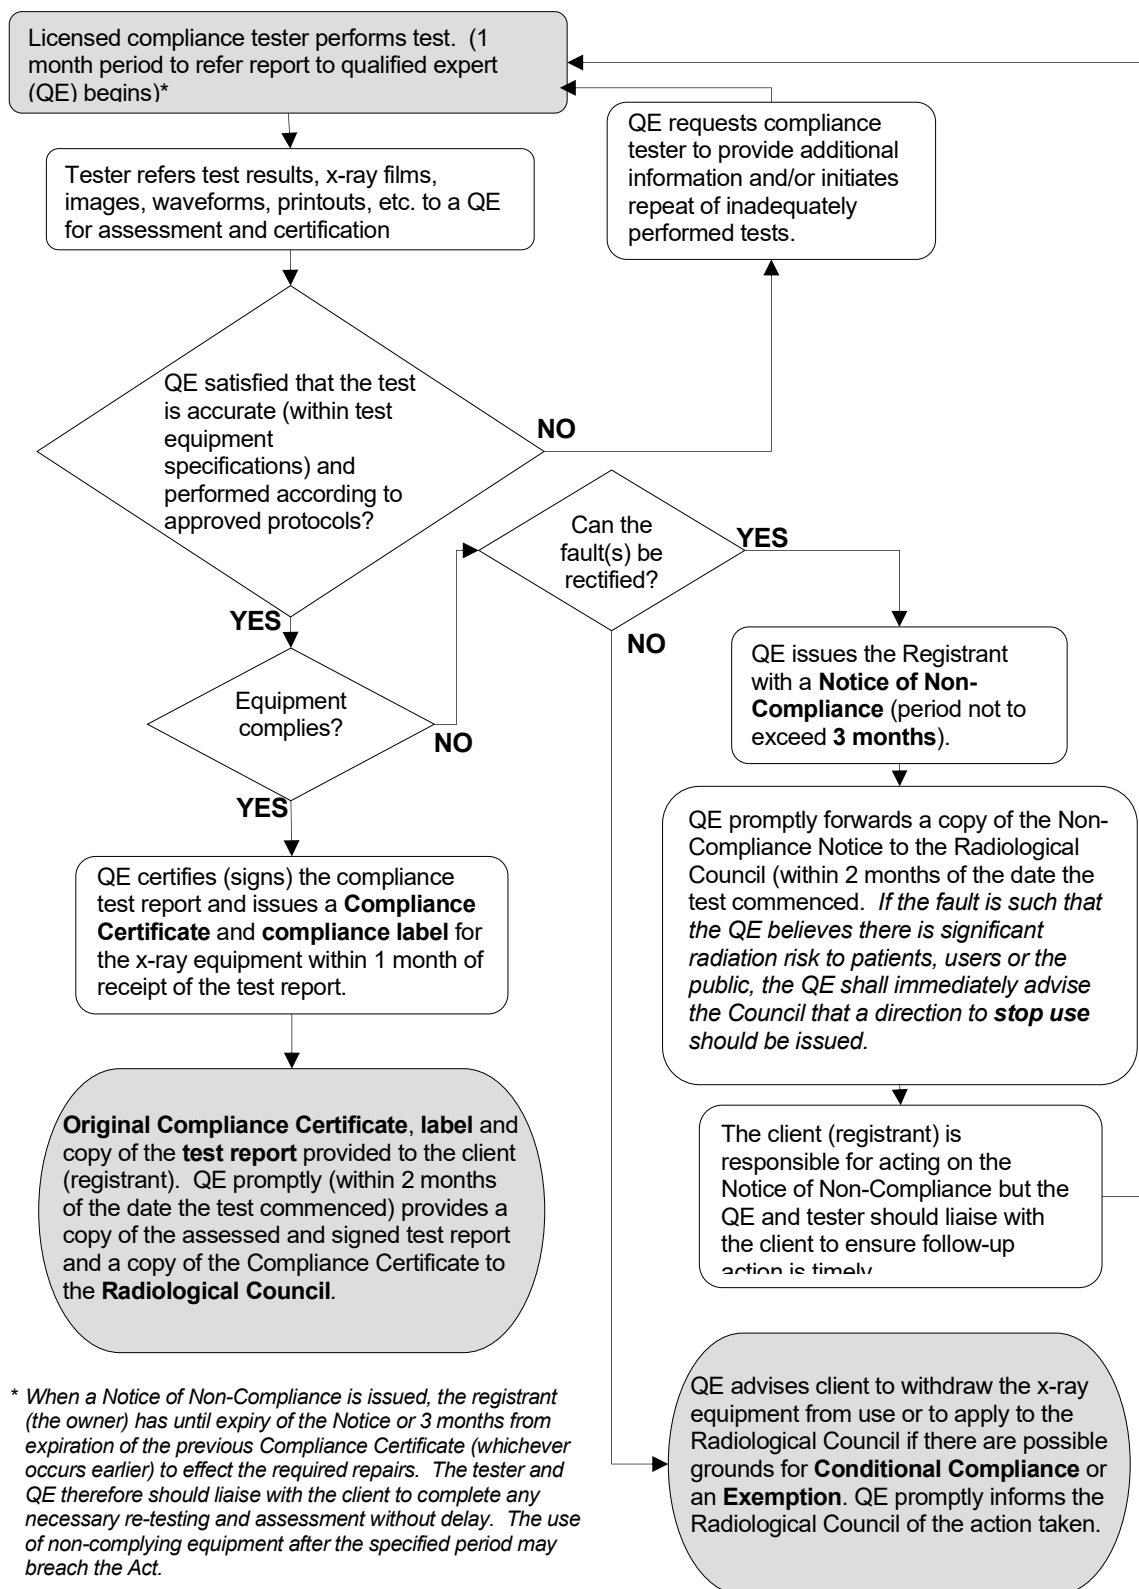 Licensed compliance tester performs test.  (1
month period to refer report to qualified expert
(QE) begins)*
QE requests compliance
tester to provide additional
information and/or initiates
repeat of inadequately
performed tests.
Tester refers test results, x-ray films,
images, waveforms, printouts, etc. to a QE
for assessment and certification
QE satisfied that the test
is accurate (within test
equipment
specifications) and
performed according to
approved protocols?
NO
YES
Can the
fault(s) be
rectified?
YES
NO
Equipment
complies?
NO
YES
QE issues the Registrant
with a Notice of Non-
Compliance (period not to
exceed 3 months).
QE promptly forwards a copy of the Non-
Compliance Notice to the Radiological
Council (within 2 months of the date the
test commenced.  If the fault is such that
the QE believes there is significant
radiation risk to patients, users or the
public, the QE shall immediately advise
the Council that a direction to stop use
should be issued.
QE certifies (signs) the compliance
test report and issues a Compliance
Certificate and compliance label for
the x-ray equipment within 1 month of
receipt of the test report.
Original Compliance Certificate, label and
copy of the test report provided to the client
(registrant).  QE promptly (within 2 months
of the date the test commenced) provides a
copy of the assessed and signed test report
and a copy of the Compliance Certificate to
the Radiological Council.
The client (registrant) is
responsible for acting on the
Notice of Non-Compliance but the
QE and tester should liaise with
the client to ensure follow-up
action is timely
QE advises client to withdraw the x-ray
equipment from use or to apply to the
Radiological Council if there are possible
grounds for Conditional Compliance or
an Exemption. QE promptly informs the
Radiological Council of the action taken.
* When a Notice of Non-Compliance is issued, the registrant
(the owner) has until expiry of the Notice or 3 months from
expiration of the previous Compliance Certificate (whichever
occurs earlier) to effect the required repairs.  The tester and
QE therefore should liaise with the client to complete any
necessary re-testing and assessment without delay.  The use
of non-complying equipment after the specified period may
breach the Act.